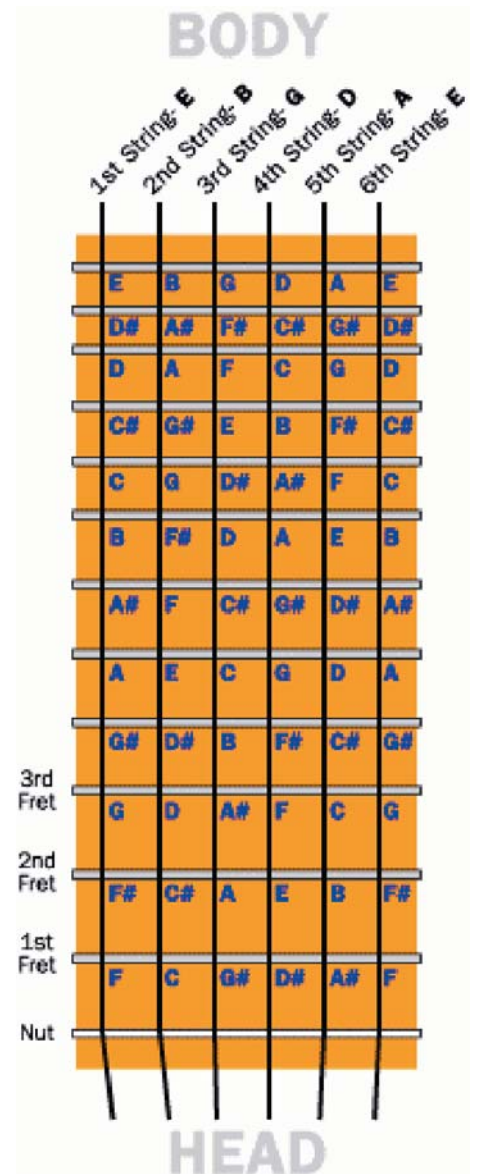 BODY
1st String- E
2nd String- B
3rd String- G
4th String- D
5th String- A
6th String- E
E B G D A E
D# A# F# C# G# D#
D A F C G D
C# G# E B F# C#
C G D# A# F C
B F# D A E B
A# F C# G# D# A#
A E C G D A
G# D# B F# C# G#
3rd
Fret
G D A# F C G
2nd
Fret
F# C# A E B F#
1st
Fret
F C G# D# A# F
Nut
HEAD